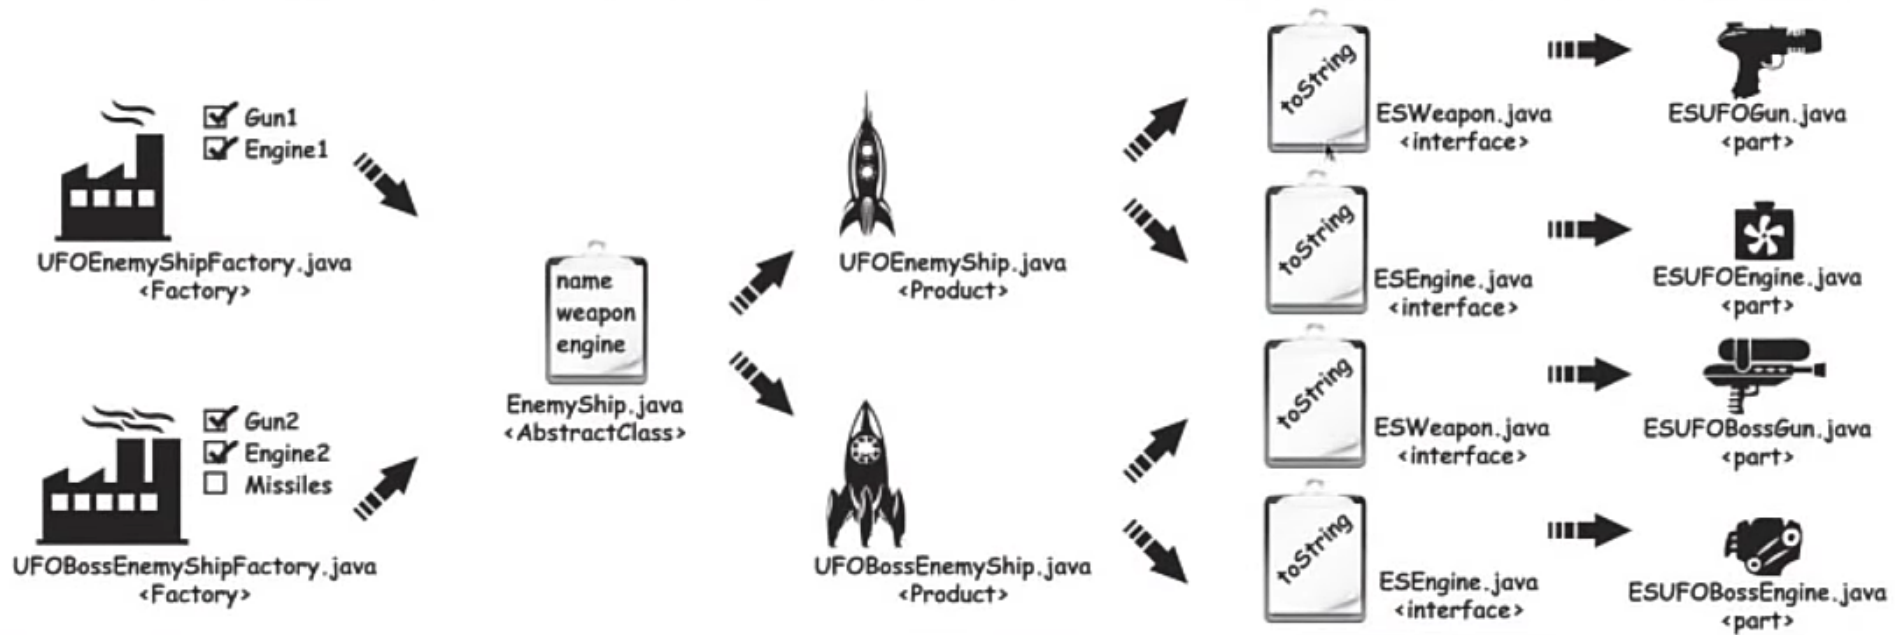 Gun1
Engine1
UFOEnemyShipFactory.java
<Factory>
Gun2
Engine2
Missiles
UFOBossEnemyShipFactory.java
<Factory>
name
weapon
engine
EnemyShip.java
<AbstractClass>
UFOEnemyShip.java
<Product>
UFOBossEnemyShip.java
<Product>
toString
ESWeapon.java
<interface>
toString
ESEngine.java
<interface>
toString
ESWeapon.java
<interface>
toString
ESEngine.java
<interface>
ESUFOGun.java
<part>
ESUFOEngine.java
<part>
ESUFOBossGun.java
<part>
ESUFOBossEngine.java
<part>